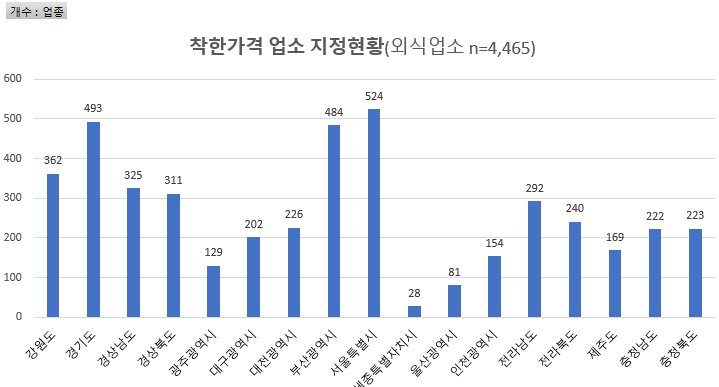 개수 : 업종
착한가격 업소 지정현황(외식업소 n=4,465)
600
500
400
300
200
100
0
362
493
325
311
129
202
226
484
524
28
81
154
292
240
169
222
223
강원도
경기도
경상남도
경상북도
광주광역시
대구광역시
대전광역시
부산광역시
서울특별시
세종특별자치시
울산광역시
인천광역시
전라남도
전라북도
제주도
충청남도
충청북도